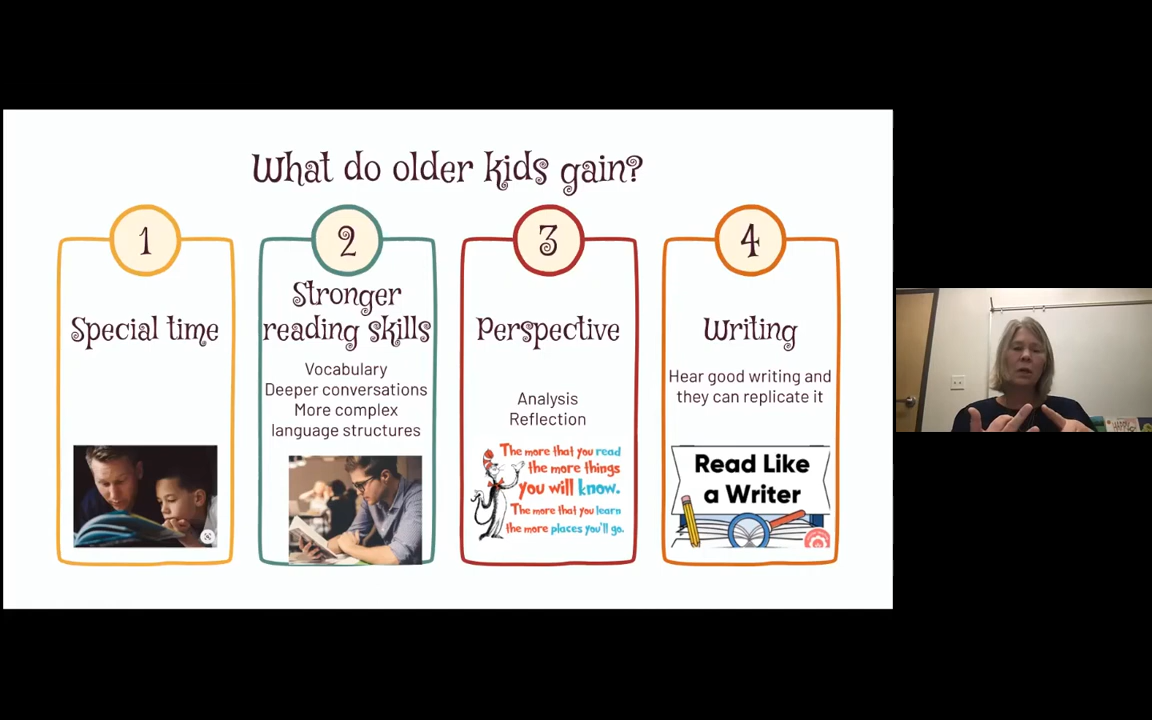 What do older kids gain?
1
Special time
2
Stronger
reading skills
Vocabulary
Deeper conversations
More complex
language structures
3
Perspective
Analysis
Reflection
The more that you read
the more things
you will know.
The more that you learn
the more places you'll go.
4
Writing
Hear good writing and
they can replicate it
Read Like
a Writer